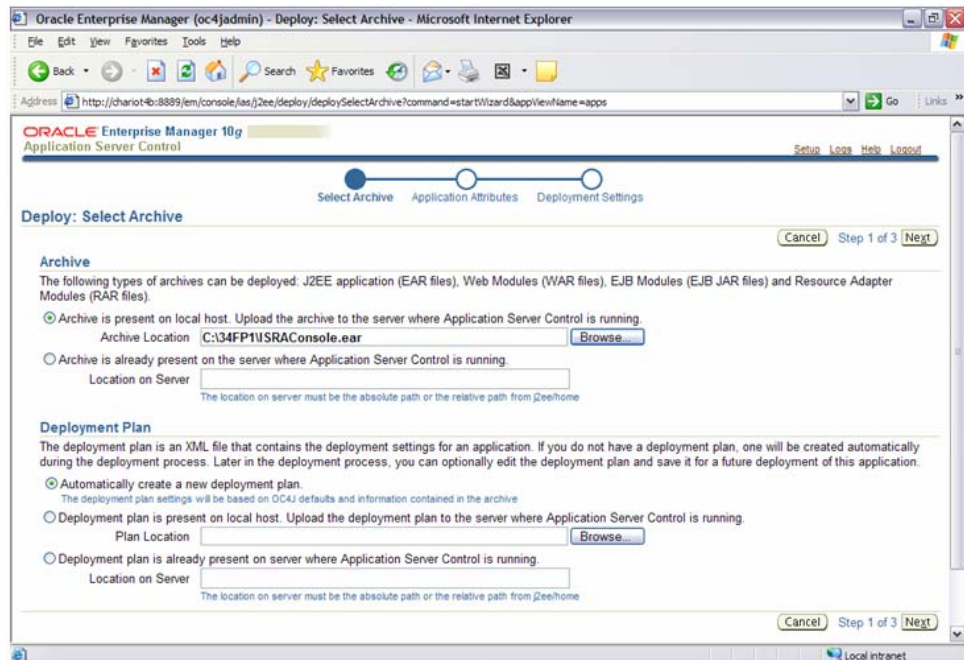 Oracle Enterprise Manager (oc4jadmin) - Deploy: Select Archive - Microsoft Internet Explorer
File Edit View Favorites Tools Help
Back Search Favorites
Address http://chariot4b:8889/em/console/ias/j2ee/deploy/deploySelectArchive?command=startWizard&appViewName=apps Go Links »
ORACLE Enterprise Manager 10g
Application Server Control
Setup Logs Help Logout
Select Archive Application Attributes Deployment Settings
Deploy: Select Archive
Cancel Step 1 of 3 Next
Archive
The following types of archives can be deployed: J2EE application (EAR files), Web Modules (WAR files), EJB Modules (EJB JAR files) and Resource Adapter
Modules (RAR files).
Archive is present on local host. Upload the archive to the server where Application Server Control is running.
Archive Location C:\34FP1\ISRAConsole.ear Browse...
Archive is already present on the server where Application Server Control is running.
Location on Server
The location on server must be the absolute path or the relative path from j2ee/home
Deployment Plan
The deployment plan is an XML file that contains the deployment settings for an application. If you do not have a deployment plan, one will be created automatically
during the deployment process. Later in the deployment process, you can optionally edit the deployment plan and save it for a future deployment of this application.
Automatically create a new deployment plan.
The deployment plan settings will be based on OC4J defaults and information contained in the archive
Deployment plan is present on local host. Upload the deployment plan to the server where Application Server Control is running.
Plan Location Browse...
Deployment plan is already present on server where Application Server Control is running.
Location on Server
The location on server must be the absolute path or the relative path from j2ee/home
Cancel Step 1 of 3 Next
Local intranet